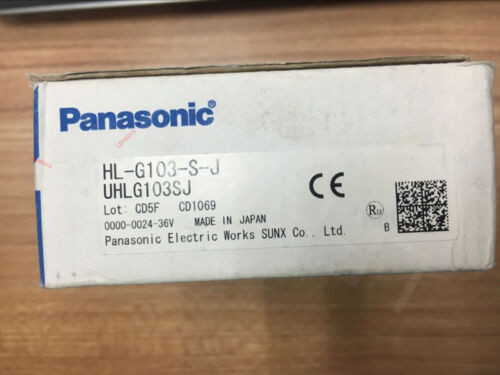 Panasonic®
HL-G103-S-J
UHLG103SJ
CE
Lot: CD5F CD1069
Ru
0000-0024-36V MADE IN JAPAN
B
Panasonic Electric Works SUNX Co., Ltd.